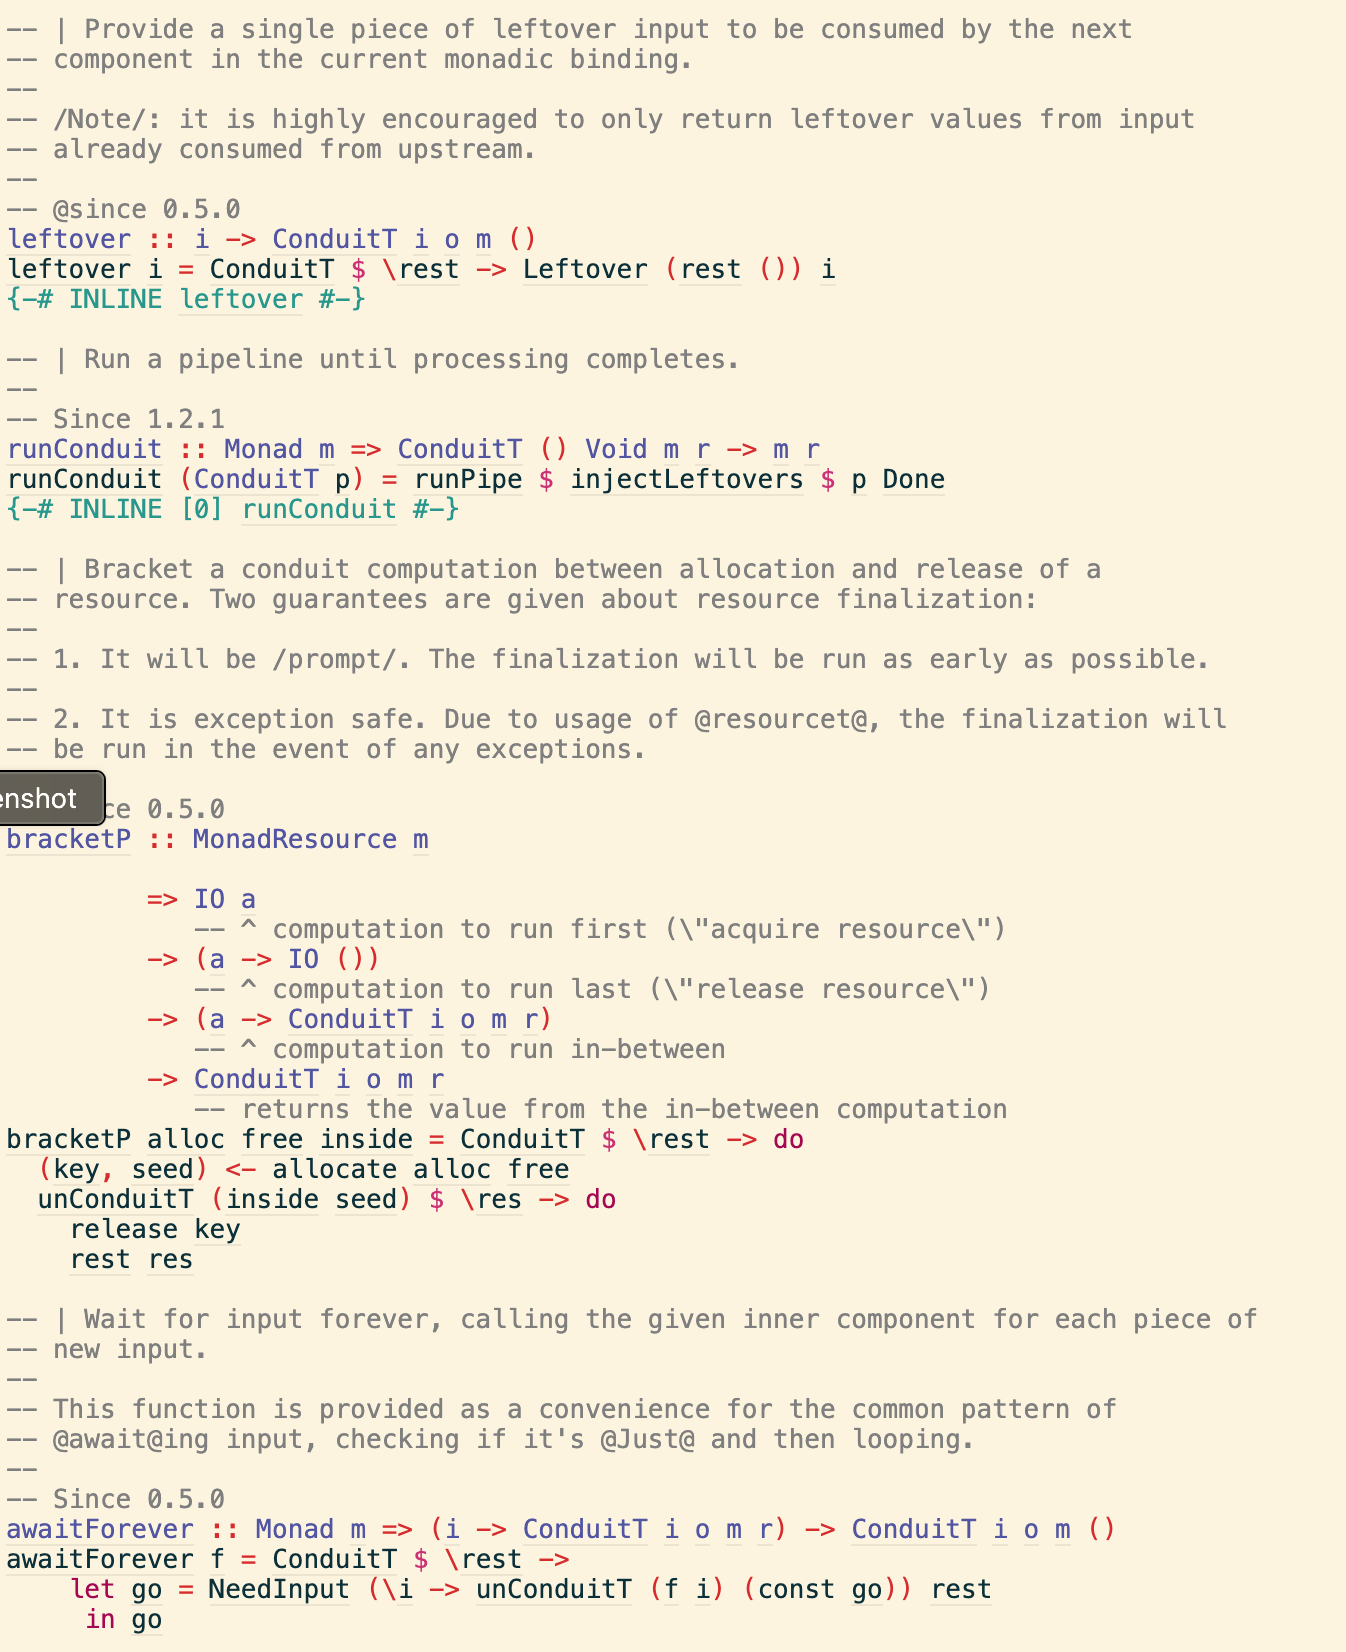 -- | Provide a single piece of leftover input to be consumed by the next
-- component in the current monadic binding.
--
-- /Note/: it is highly encouraged to only return leftover values from input
-- already consumed from upstream.
--
-- @since 0.5.0
leftover :: i -> ConduitT i o m ()
leftover i = ConduitT $ \rest -> Leftover (rest ()) i
{-# INLINE leftover #-}

-- | Run a pipeline until processing completes.
--
-- Since 1.2.1
runConduit :: Monad m => ConduitT () Void m r -> m r
runConduit (ConduitT p) = runPipe $ injectLeftovers $ p Done
{-# INLINE [0] runConduit #-}

-- | Bracket a conduit computation between allocation and release of a
-- resource. Two guarantees are given about resource finalization:
--
-- 1. It will be /prompt/. The finalization will be run as early as possible.
--
-- 2. It is exception safe. Due to usage of @resourcet@, the finalization will
-- be run in the event of any exceptions.
enshot
ce 0.5.0
bracketP :: MonadResource m

         => IO a
            -- ^ computation to run first (\"acquire resource\")
         -> (a -> IO ())
            -- ^ computation to run last (\"release resource\")
         -> (a -> ConduitT i o m r)
            -- ^ computation to run in-between
         -> ConduitT i o m r
            -- returns the value from the in-between computation
bracketP alloc free inside = ConduitT $ \rest -> do
  (key, seed) <- allocate alloc free
  unConduitT (inside seed) $ \res -> do
    release key
    rest res

-- | Wait for input forever, calling the given inner component for each piece of
-- new input.
--
-- This function is provided as a convenience for the common pattern of
-- @await@ing input, checking if it's @Just@ and then looping.
--
-- Since 0.5.0
awaitForever :: Monad m => (i -> ConduitT i o m r) -> ConduitT i o m ()
awaitForever f = ConduitT $ \rest ->
    let go = NeedInput (\i -> unConduitT (f i) (const go)) rest
     in go